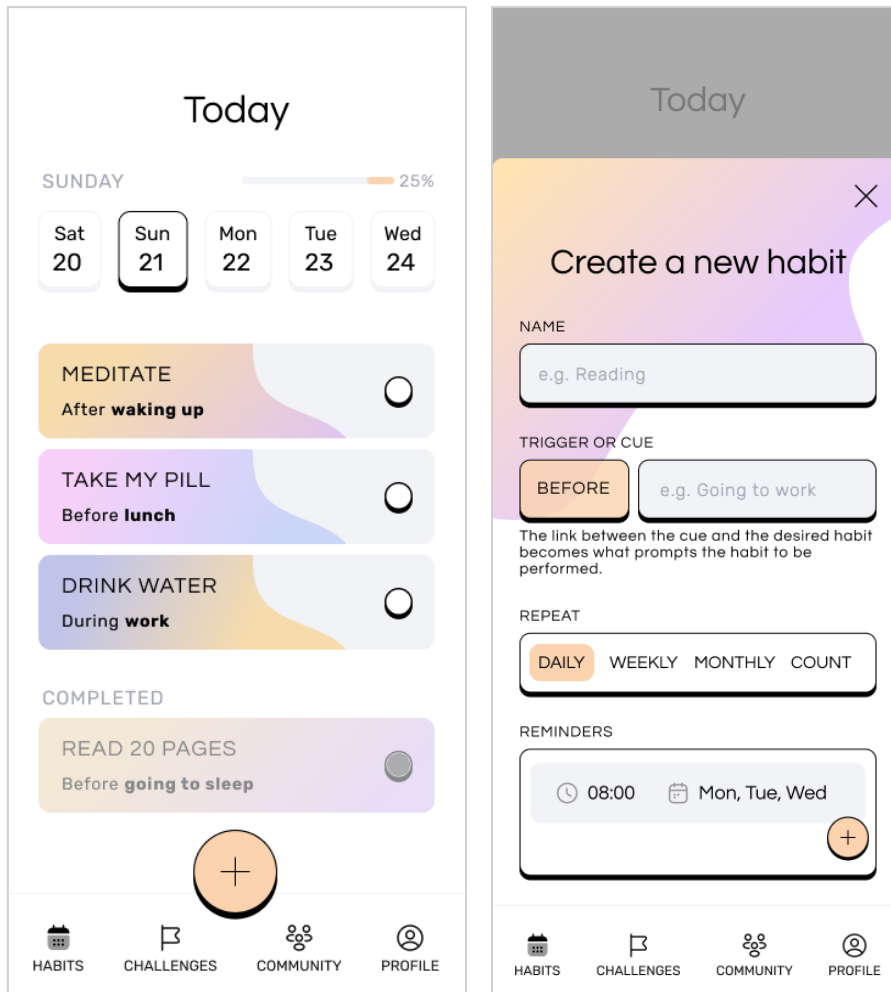 Today
SUNDAY 25%
Sat Sun Mon Tue Wed
20 21 22 23 24
MEDITATE
After waking up
TAKE MY PILL
Before lunch
DRINK WATER
During work
COMPLETED
READ 20 PAGES
Before going to sleep
HABITS CHALLENGES COMMUNITY PROFILE
Today
Create a new habit
NAME
e.g. Reading
TRIGGER OR CUE
BEFORE e.g. Going to work
The link between the cue and the desired habit
becomes what prompts the habit to be
performed.
REPEAT
DAILY WEEKLY MONTHLY COUNT
REMINDERS
08:00 Mon, Tue, Wed
HABITS CHALLENGES COMMUNITY PROFILE